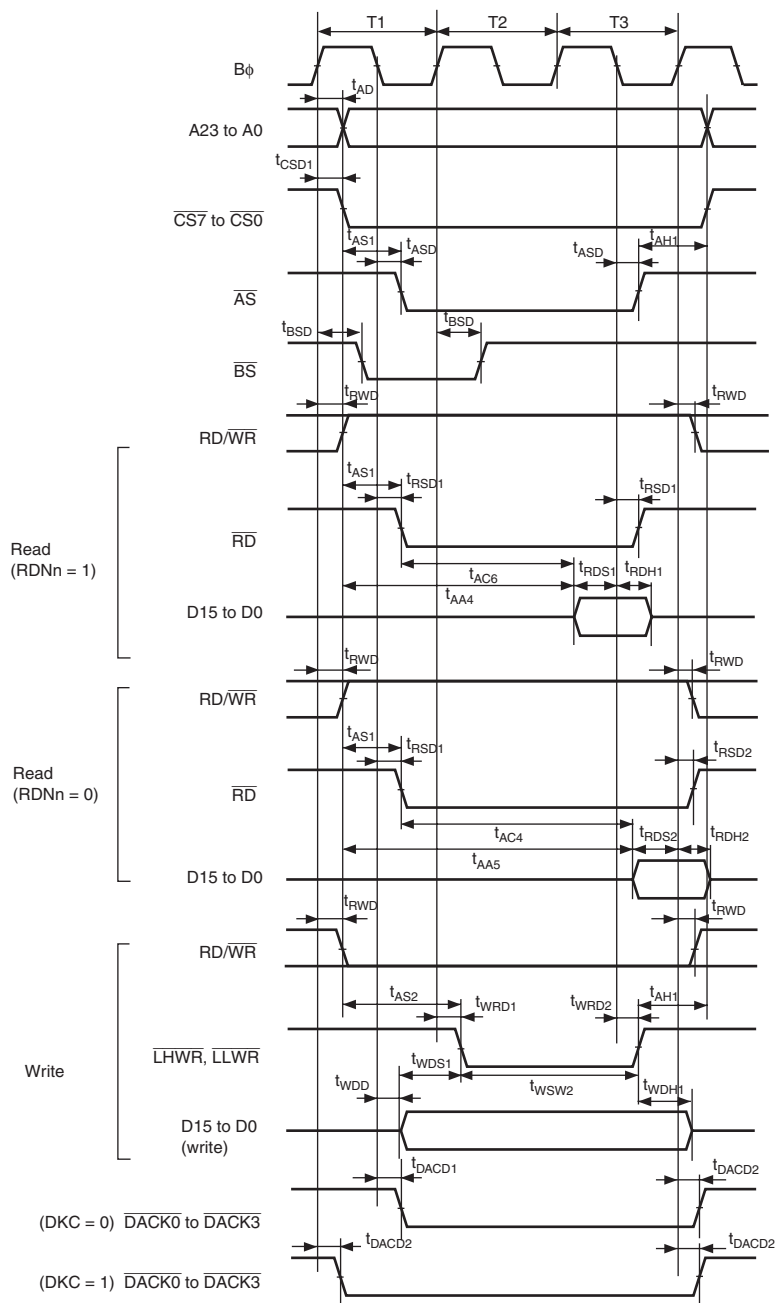 T1 T2 T3
Bϕ
tAD
A23 to A0
tCSD1
CS7 to CS0
tAS1 tASD tASD tAH1
AS
tBSD tBSD
BS
tRWD tRWD
RD/WR
tAS1 tRSD1 tRSD1
RD
Read
(RDNn = 1)
tAC6 tRDS1 tRDH1
tAA4
D15 to D0
tRWD tRWD
RD/WR
tAS1 tRSD1 tRSD2
Read
(RDNn = 0)
RD
tAC4 tRDS2 tRDH2
tAA5
D15 to D0
tRWD tRWD
RD/WR
tAS2 tWRD1 tWRD2 tAH1
LHWR, LLWR
Write
tWDS1
tWDD tWSW2 tWDH1
D15 to D0
(write)
tDACD1 tDACD2
(DKC = 0) DACK0 to DACK3
tDACD2 tDACD2
(DKC = 1) DACK0 to DACK3